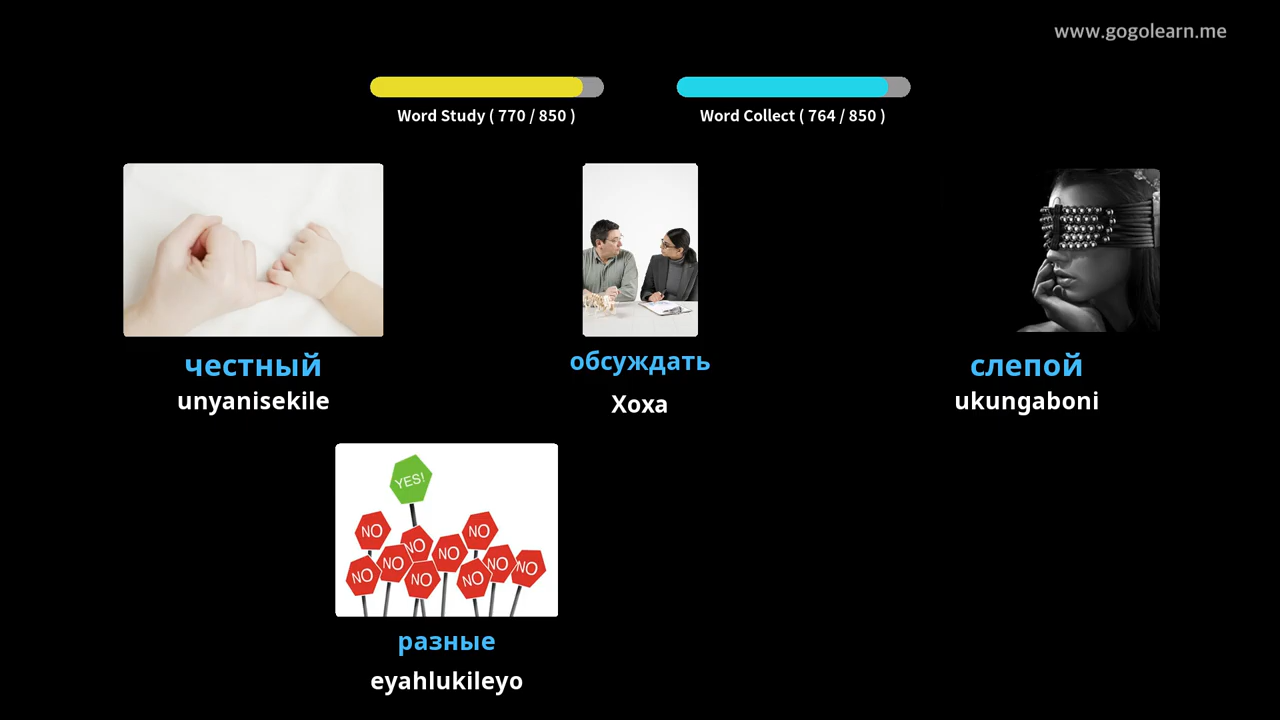 www.gogolearn.me
Word Study ( 770 / 850 )
Word Collect ( 764 / 850 )
честный
unyanisekile
обсуждать
Xoxa
слепой
ukungaboni
YES!
NO
NO
NO
NO
NO
NO
NO
NO
NO
NO
разные
eyahlukileyo